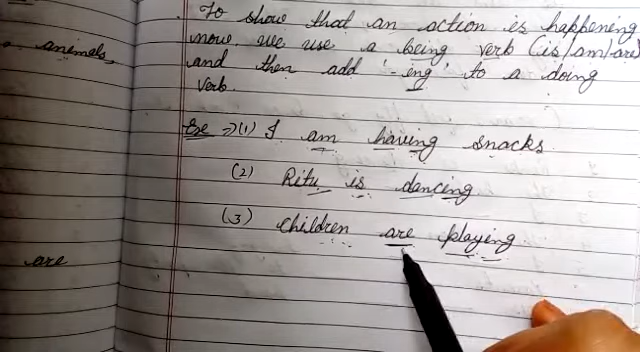 To show that an action is happening
now we use a being verb (is/am/are)
and then add '-ing' to a doing
verb.
Ex →(1) I am having snacks.
(2) Ritu is dancing
(3) Children are playing.
animals,
are